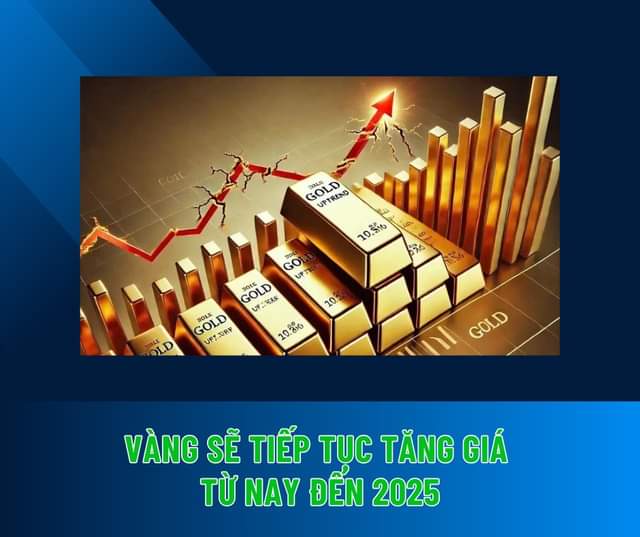 GOLD
UPTREND
GOLD
GOLD
GOLD
GOLD
GOLD
VÀNG SẼ TIẾP TỤC TĂNG GIÁ
TỪ NAY ĐẾN 2025